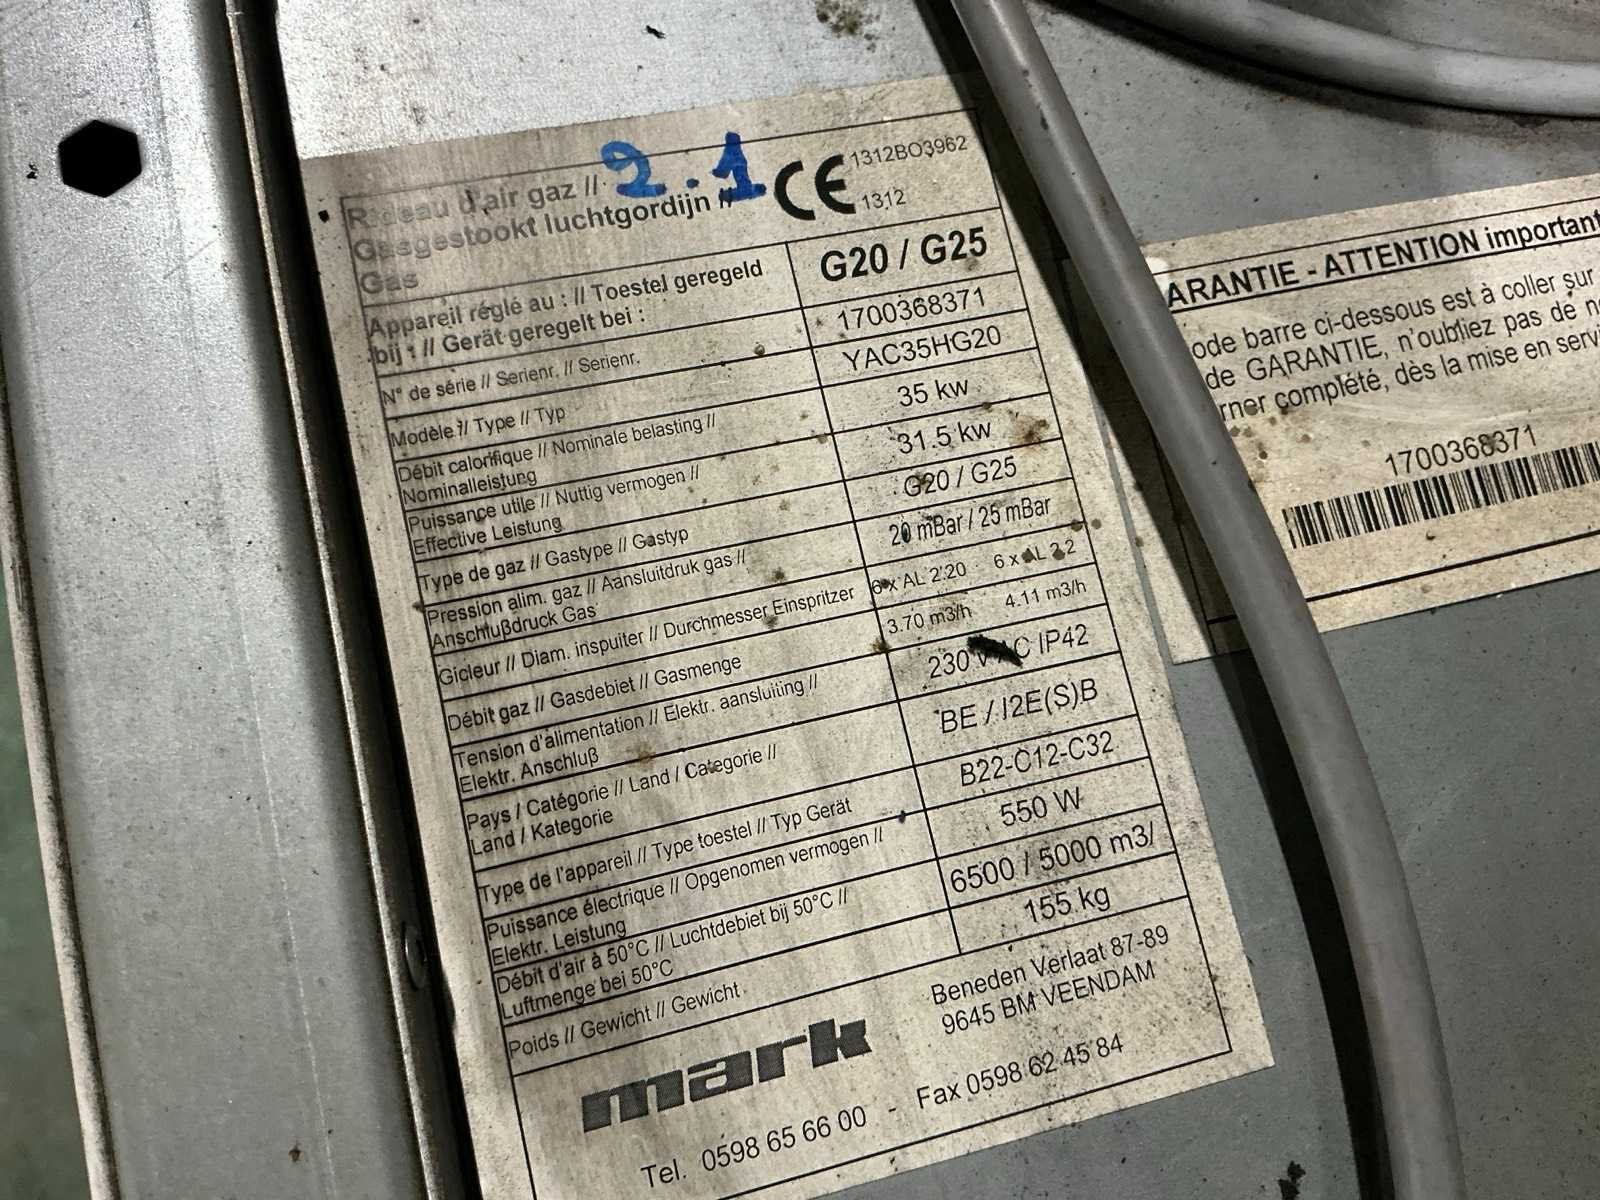 2.1
Rideau d'air gaz //
Gasgestookt luchtgordijn //
Gas
CE
1312BO3962
1312
Appareil réglé au : // Toestel geregeld
bij : // Gerät geregelt bei :
G20 / G25
N° de série // Serienr. // Serienr.
1700368371
Modèle // Type // Typ
YAC35HG20
Débit calorifique // Nominale belasting //
Nominalleistung
35 kw
Puissance utile // Nuttig vermogen //
Effective Leistung
31.5 kw
Type de gaz // Gastype // Gastyp
G20 / G25
Pression alim. gaz // Aansluitdruk gas //
Anschlußdruck Gas
20 mBar / 25 mBar
Gicleur // Diam. inspuiter // Durchmesser Einspritzer
6 x AL 2.20 6 x AL 2.2
Débit gaz // Gasdebiet // Gasmenge
3.70 m3/h 4.11 m3/h
Tension d'alimentation // Elektr. aansluiting //
Elektr. Anschluß
230 VAC IP42
Pays / Catégorie // Land / Categorie //
Land / Kategorie
BE / I2E(S)B
Type de l'appareil // Type toestel // Typ Gerät
B22-C12-C32
Puissance électrique // Opgenomen vermogen //
Elektr. Leistung
550 W
Débit d'air à 50°C // Luchtdebiet bij 50°C //
Luftmenge bei 50°C
6500 / 5000 m3/
Poids // Gewicht // Gewicht
155 kg
mark
Beneden Verlaat 87-89
9645 BM VEENDAM
Tel. 0598 65 66 00 - Fax 0598 62 45 84
ARANTIE - ATTENTION important
ode barre ci-dessous est à coller sur
de GARANTIE, n'oubliez pas de
rner complété, dès la mise en servi
1700368371